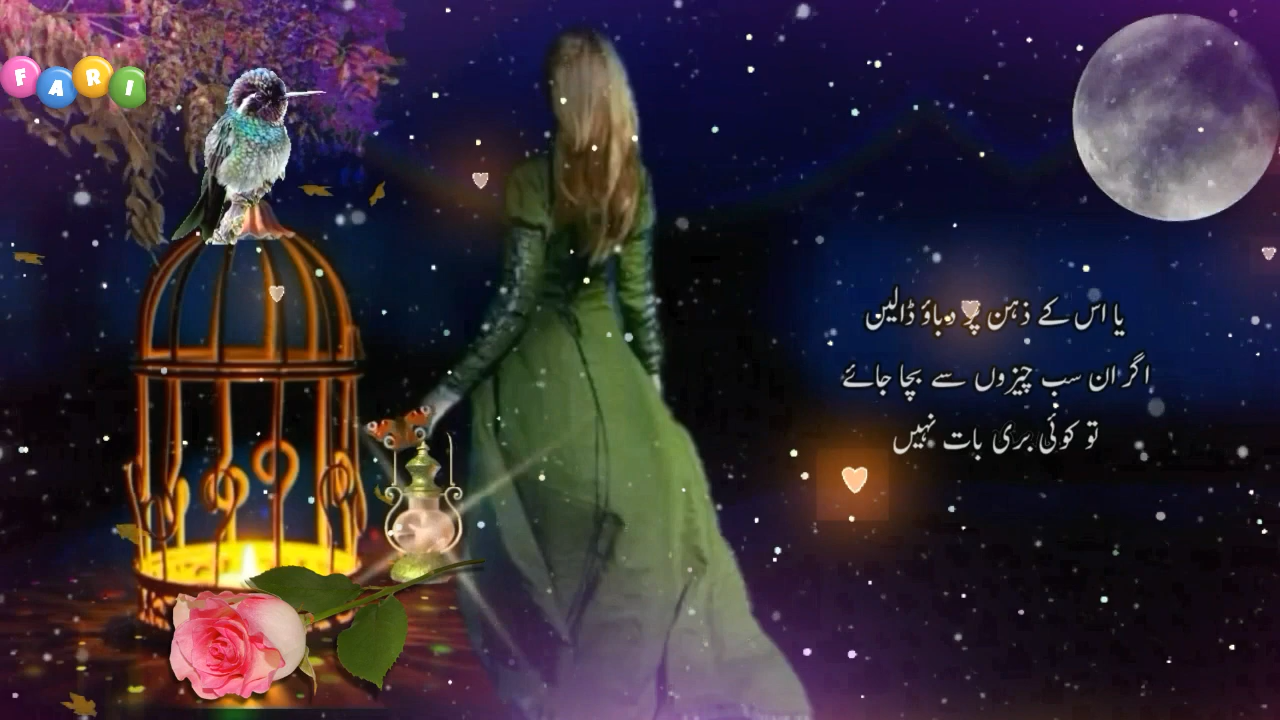 FARI
یا اس کے ذہن پر دباؤ ڈالیں
اگر ان سب چیزوں سے بچا جائے
تو کوئی بری بات نہیں